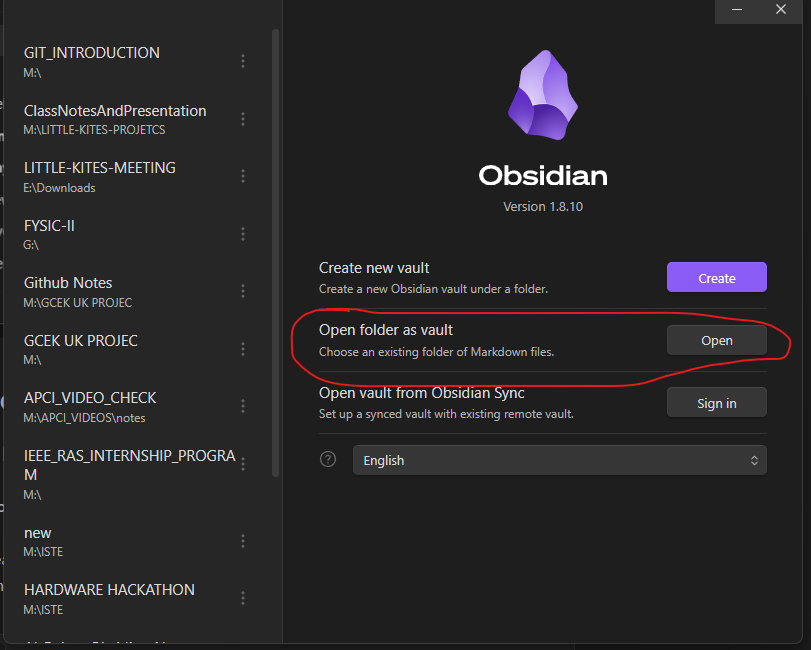 GIT_INTRODUCTION
M:\
ClassNotesAndPresentation
M:\LITTLE-KITES-PROJETCS
LITTLE-KITES-MEETING
E:\Downloads
FYSIC-II
G:\
Github Notes
M:\GCEK UK PROJEC
GCEK UK PROJEC
M:\
APCI_VIDEO_CHECK
M:\APCI_VIDEOS\notes
IEEE_RAS_INTERNSHIP_PROGRA
M
M:\
new
M:\ISTE
HARDWARE HACKATHON
M:\ISTE
Obsidian
Version 1.8.10
Create new vault
Create a new Obsidian vault under a folder.
Create
Open folder as vault
Choose an existing folder of Markdown files.
Open
Open vault from Obsidian Sync
Set up a synced vault with existing remote vault.
Sign in
English